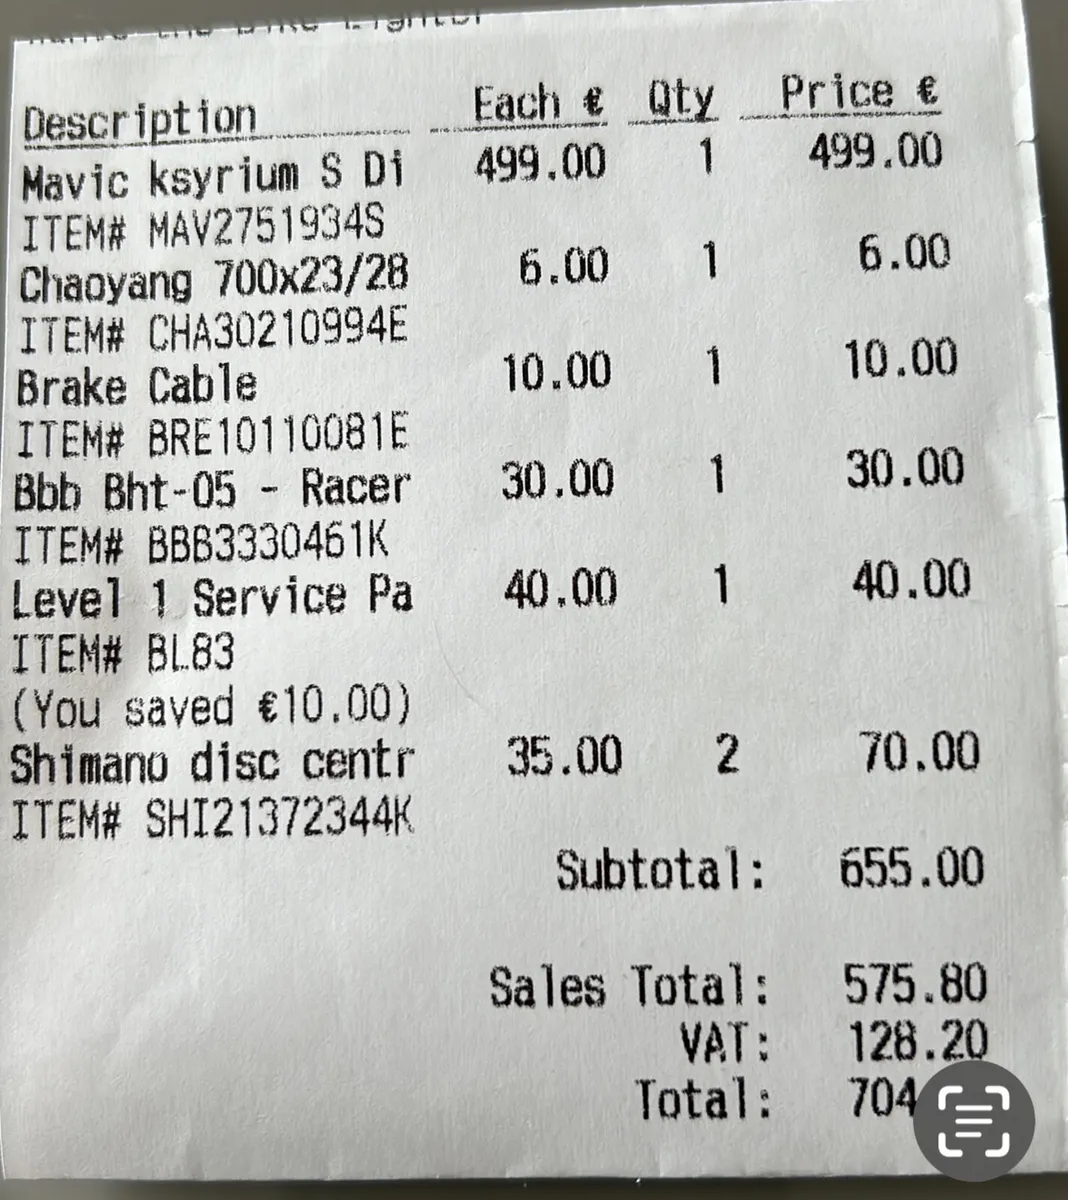 Description Each € Qty Price €
Mavic ksyrium S Di 499.00 1 499.00
ITEM# MAV2751934S
Chaoyang 700x23/28 6.00 1 6.00
ITEM# CHA30210994E
Brake Cable 10.00 1 10.00
ITEM# BRE10110081E
Bbb Bht-05 - Racer 30.00 1 30.00
ITEM# BBB3330461K
Level 1 Service Pa 40.00 1 40.00
ITEM# BL83
(You saved €10.00)
Shimano disc centr 35.00 2 70.00
ITEM# SHI21372344K
Subtotal: 655.00
Sales Total: 575.80
VAT: 128.20
Total: 704